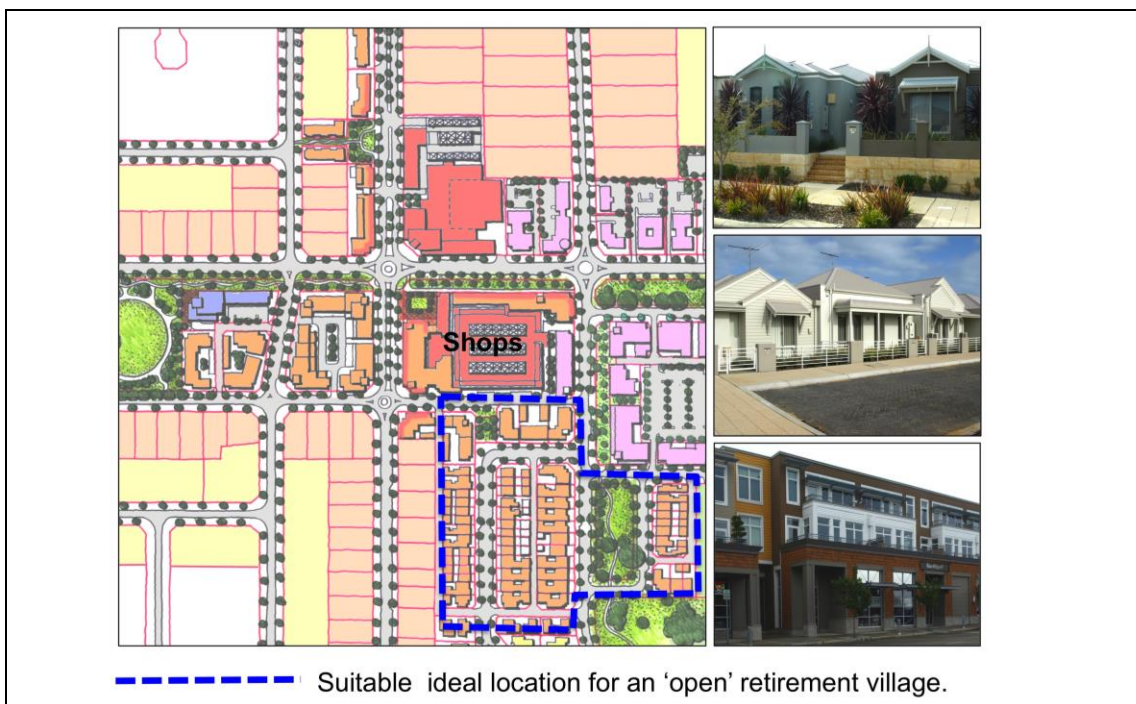 Shops
Suitable ideal location for an ‘open’ retirement village.